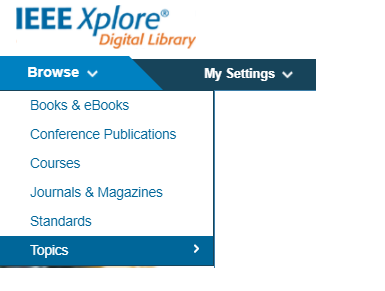 IEEE Xplore®
Digital Library
Browse
My Settings
Books & eBooks
Conference Publications
Courses
Journals & Magazines
Standards
Topics